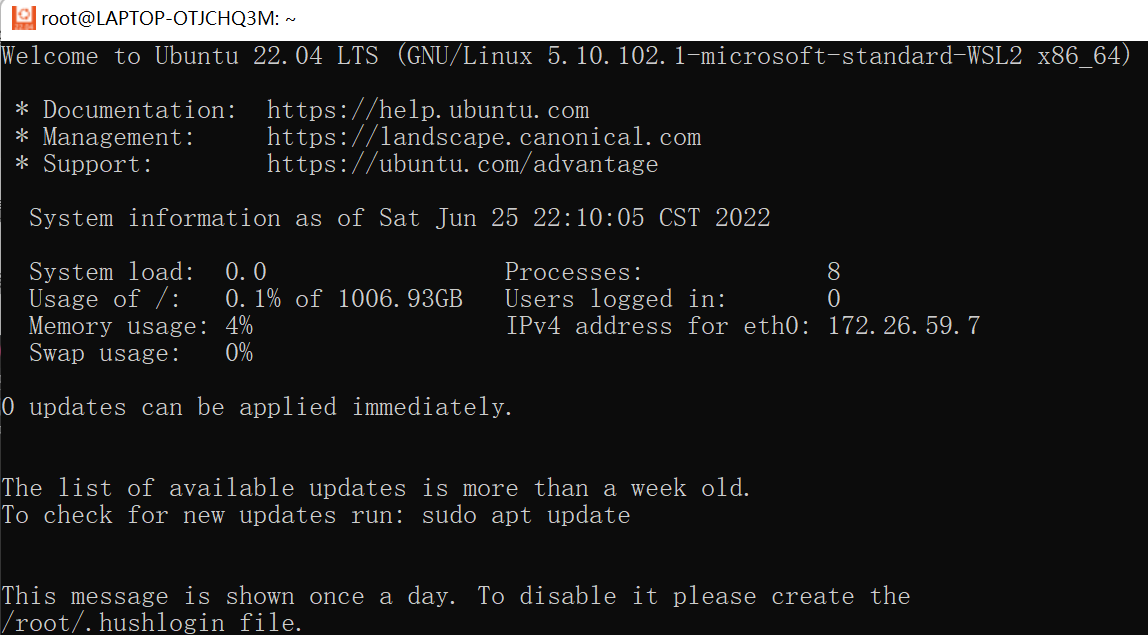 root@LAPTOP-OTJCHQ3M: ~
Welcome to Ubuntu 22.04 LTS (GNU/Linux 5.10.102.1-microsoft-standard-WSL2 x86_64)
* Documentation:  https://help.ubuntu.com
* Management:     https://landscape.canonical.com
* Support:        https://ubuntu.com/advantage
System information as of Sat Jun 25 22:10:05 CST 2022
System load:  0.0                 Processes:             8
Usage of /:   0.1% of 1006.93GB   Users logged in:       0
Memory usage: 4%                  IPv4 address for eth0: 172.26.59.7
Swap usage:   0%
0 updates can be applied immediately.
The list of available updates is more than a week old.
To check for new updates run: sudo apt update
This message is shown once a day. To disable it please create the
/root/.hushlogin file.